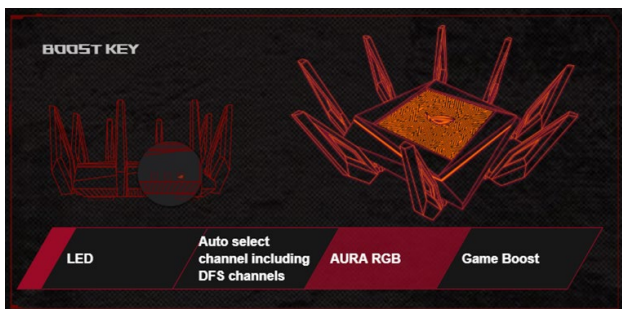 BOOST KEY
LED
Auto select
channel including
DFS channels
AURA RGB
Game Boost